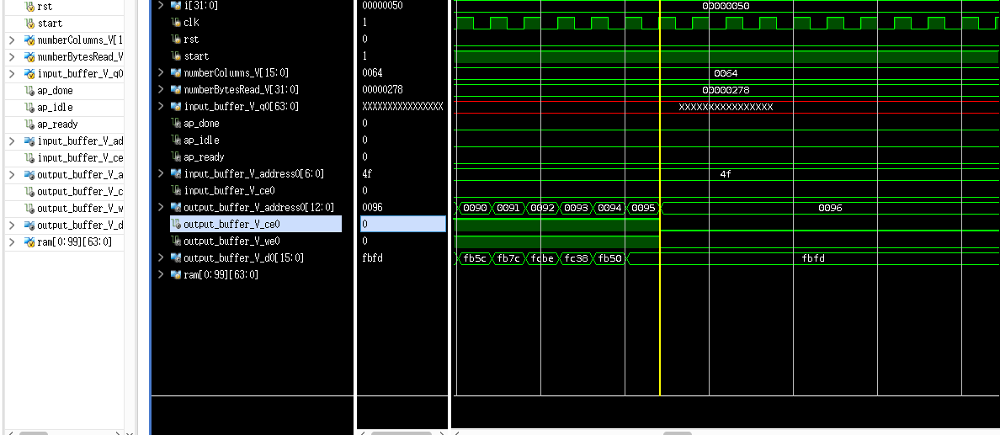 rst
start
numberColumns_V[1
numberBytesRead_V
input_buffer_V_q0
ap_done
ap_idle
ap_ready
input_buffer_V_ad
input_buffer_V_ce
output_buffer_V_a
output_buffer_V_c
output_buffer_V_w
output_buffer_V_d
ram[0:99][63:0]
i[31:0] 00000050 00000050
clk 1
rst 0
start 1
numberColumns_V[15:0] 0064 0064
numberBytesRead_V[31:0] 00000278 00000278
input_buffer_V_q0[63:0] XXXXXXXXXXXXXXXX XXXXXXXXXXXXXXXX
ap_done 0
ap_idle 0
ap_ready 0
input_buffer_V_address0[6:0] 4f 4f
input_buffer_V_ce0 0
output_buffer_V_address0[12:0] 0096 0090 0091 0092 0093 0094 0095 0096
output_buffer_V_ce0 0
output_buffer_V_we0 0
output_buffer_V_d0[15:0] fbfd fb5c fb7c fcbe fc38 fb50 fbfd
ram[0:99][63:0]